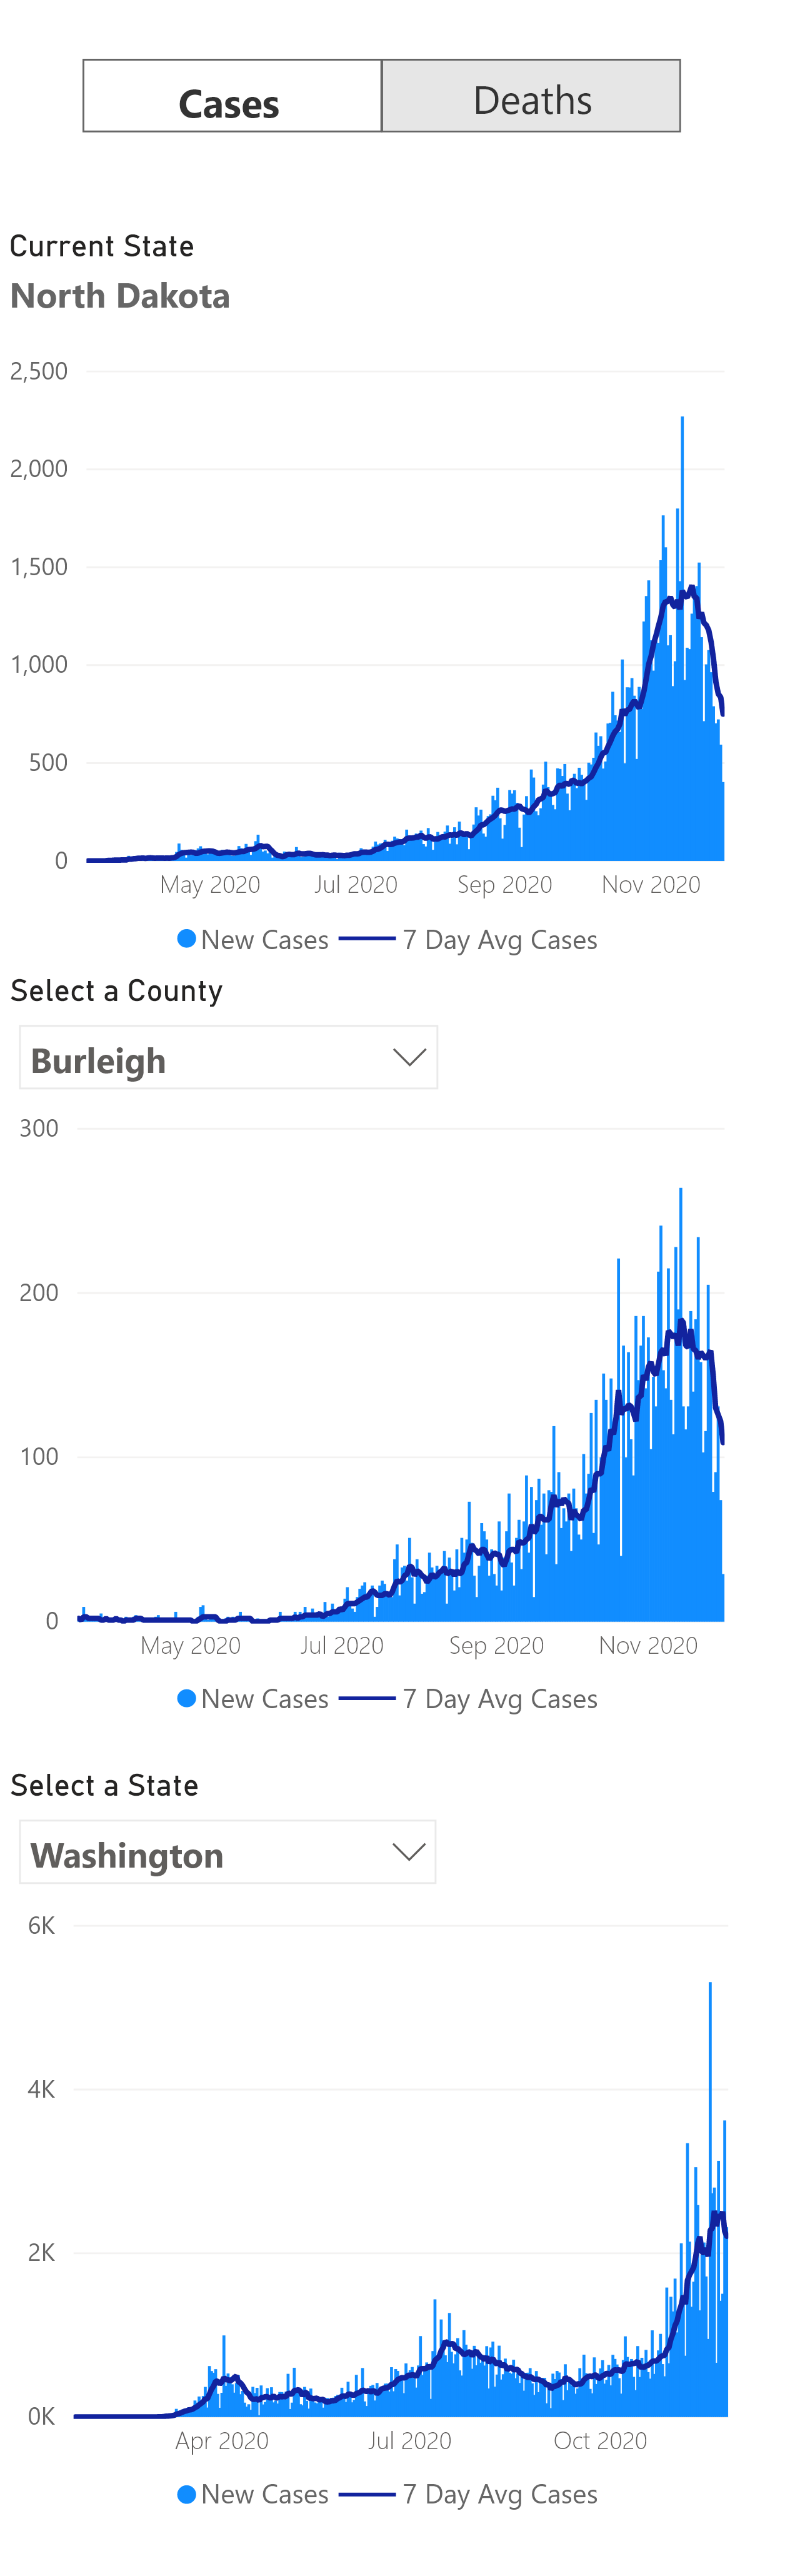 Cases Deaths
Current State
North Dakota
2,500
2,000
1,500
1,000
500
0
May 2020 Jul 2020 Sep 2020 Nov 2020
New Cases 7 Day Avg Cases
Select a County
Burleigh
300
200
100
0
May 2020 Jul 2020 Sep 2020 Nov 2020
New Cases 7 Day Avg Cases
Select a State
Washington
6K
4K
2K
0K
Apr 2020 Jul 2020 Oct 2020
New Cases 7 Day Avg Cases